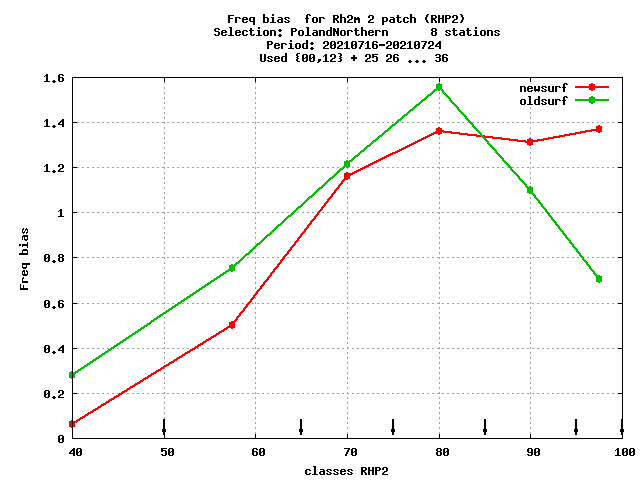 Freq bias  for Rh2m 2 patch (RHP2)
Selection: PolandNorthern      8 stations
Period: 20210716-20210724
Used {00,12} + 25 26 ... 36
1.6
newsurf
oldsurf
1.4
1.2
1
0.8
0.6
0.4
0.2
0
Freq bias
40 50 60 70 80 90 100
classes RHP2